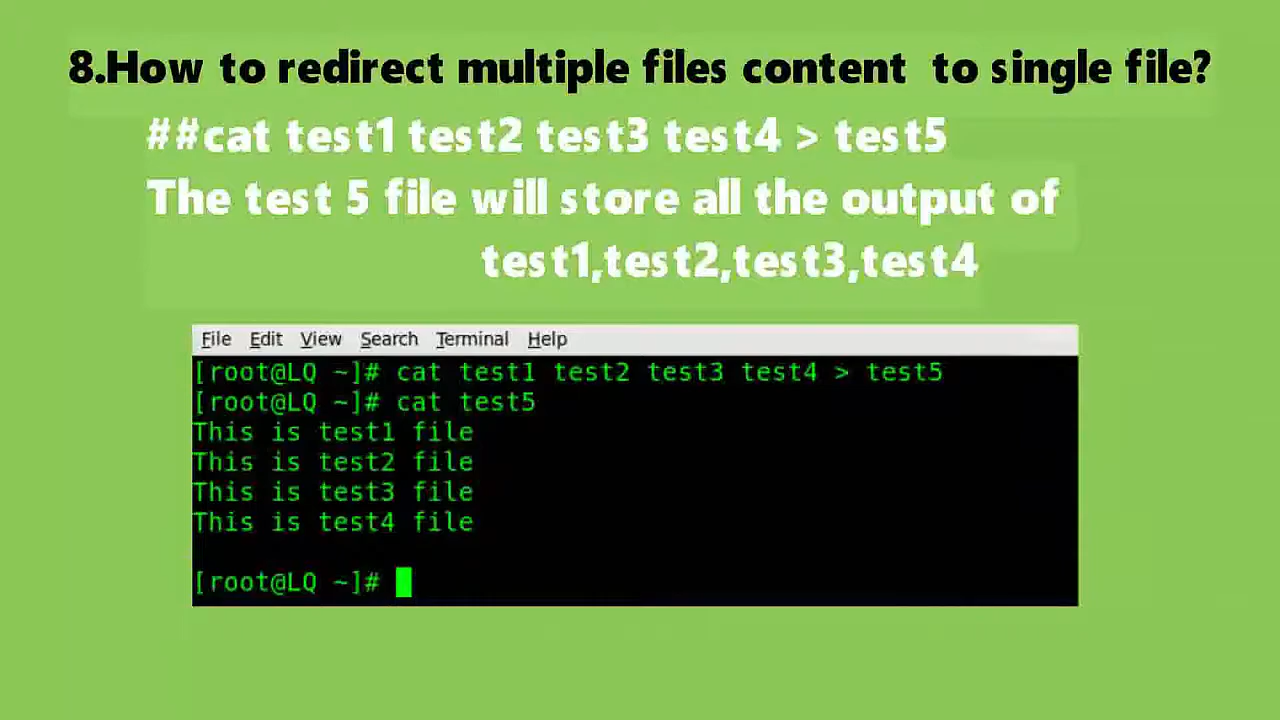 8.How to redirect multiple files content to single file?
##cat test1 test2 test3 test4 > test5
The test 5 file will store all the output of
test1,test2,test3,test4
File Edit View Search Terminal Help
[root@LQ ~]# cat test1 test2 test3 test4 > test5
[root@LQ ~]# cat test5
This is test1 file
This is test2 file
This is test3 file
This is test4 file
[root@LQ ~]#